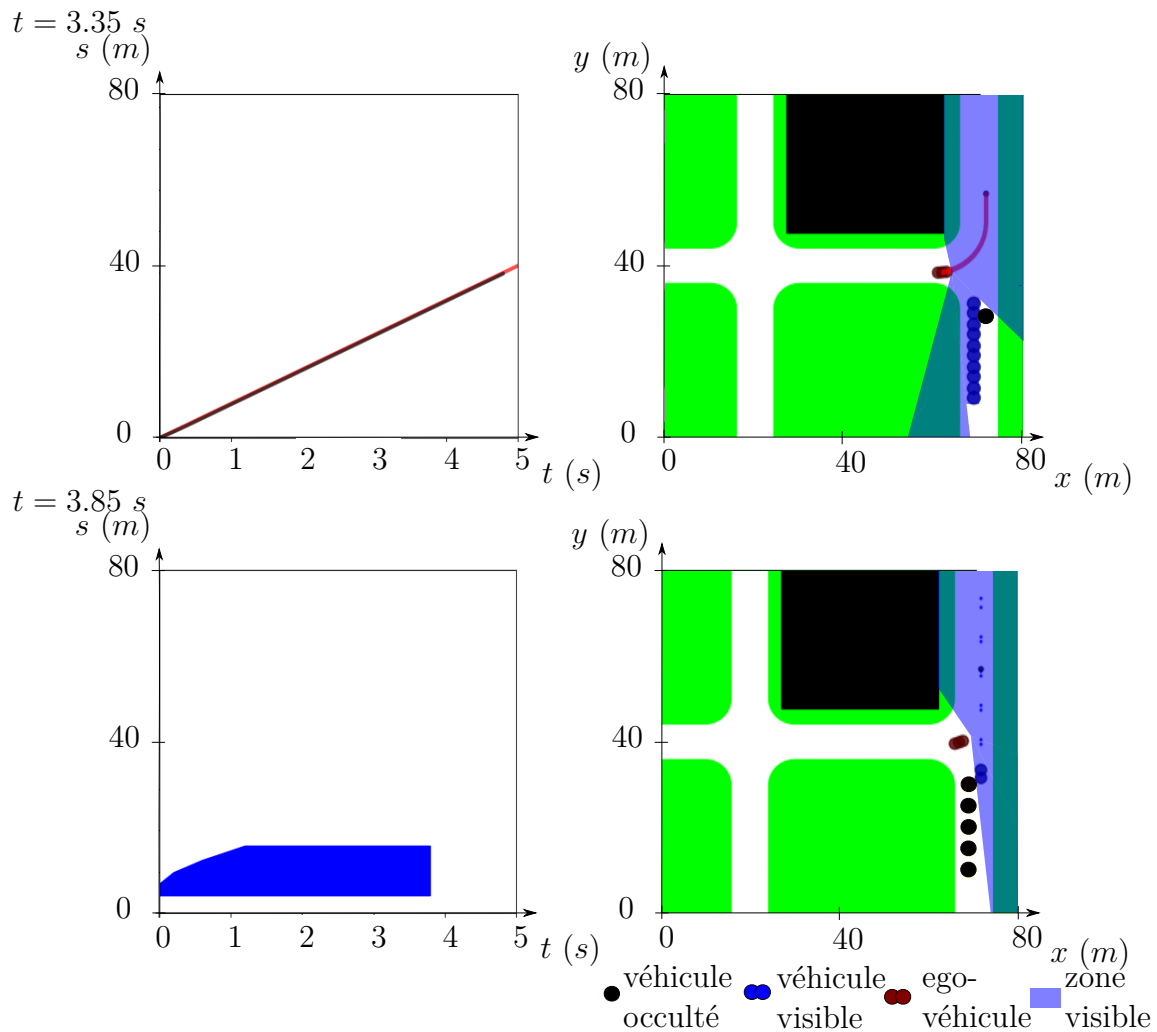 t = 3.35 s
s (m)
80
40
0
0 1 2 3 4 5
t (s)
y (m)
80
40
0
0 40 80
x (m)
t = 3.85 s
s (m)
80
40
0
0 1 2 3 4 5
t (s)
y (m)
80
40
0
0 40 80
x (m)
véhicule
occulté
véhicule
visible
ego-
véhicule
zone
visible